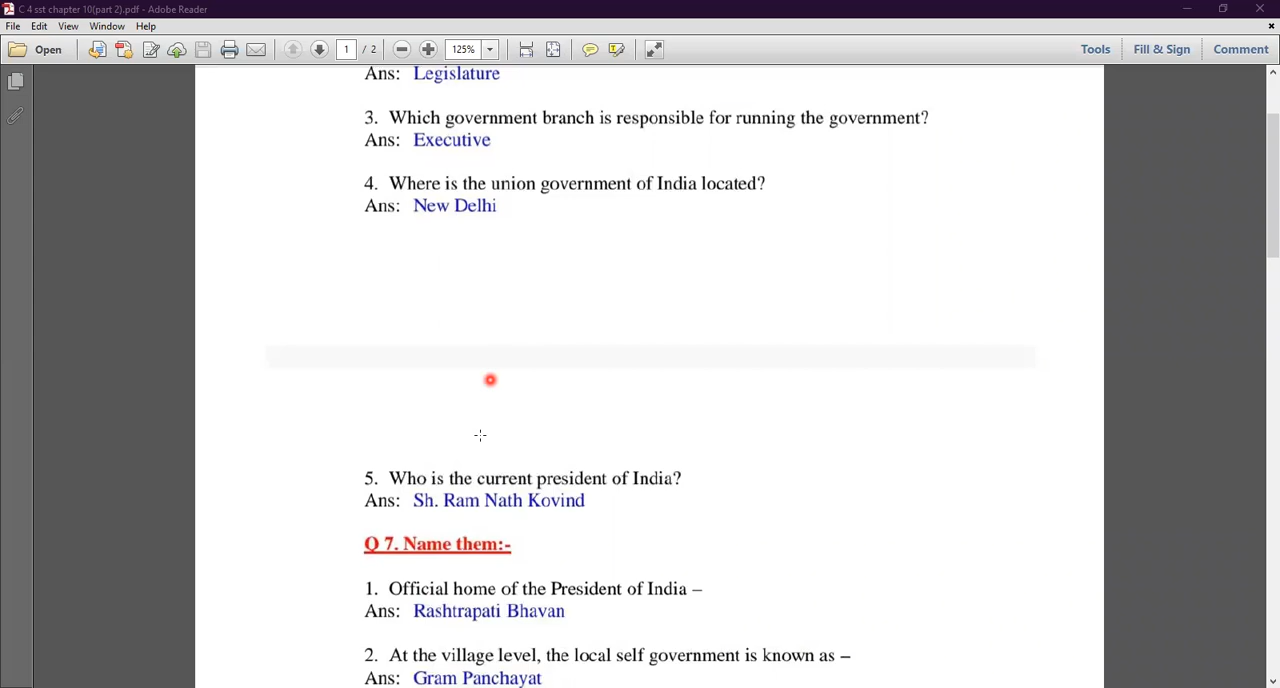 C 4 sst chapter 10(part 2).pdf - Adobe Reader
File Edit View Window Help
Open 1 / 2 125% Tools Fill & Sign Comment
Ans: Legislature
3. Which government branch is responsible for running the government?
Ans: Executive
4. Where is the union government of India located?
Ans: New Delhi
5. Who is the current president of India?
Ans: Sh. Ram Nath Kovind
Q 7. Name them:-
1. Official home of the President of India –
Ans: Rashtrapati Bhavan
2. At the village level, the local self government is known as –
Ans: Gram Panchayat